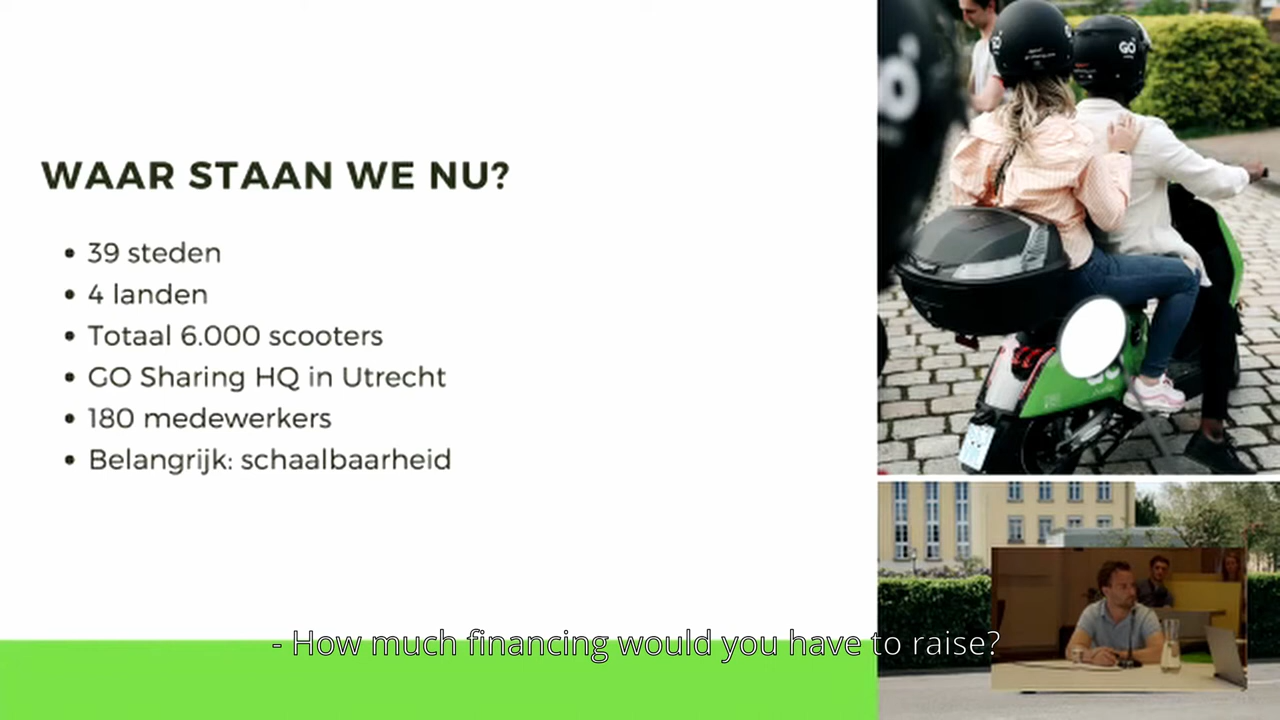 WAAR STAAN WE NU?
• 39 steden
• 4 landen
• Totaal 6.000 scooters
• GO Sharing HQ in Utrecht
• 180 medewerkers
• Belangrijk: schaalbaarheid
GO
- How much financing would you have to raise?